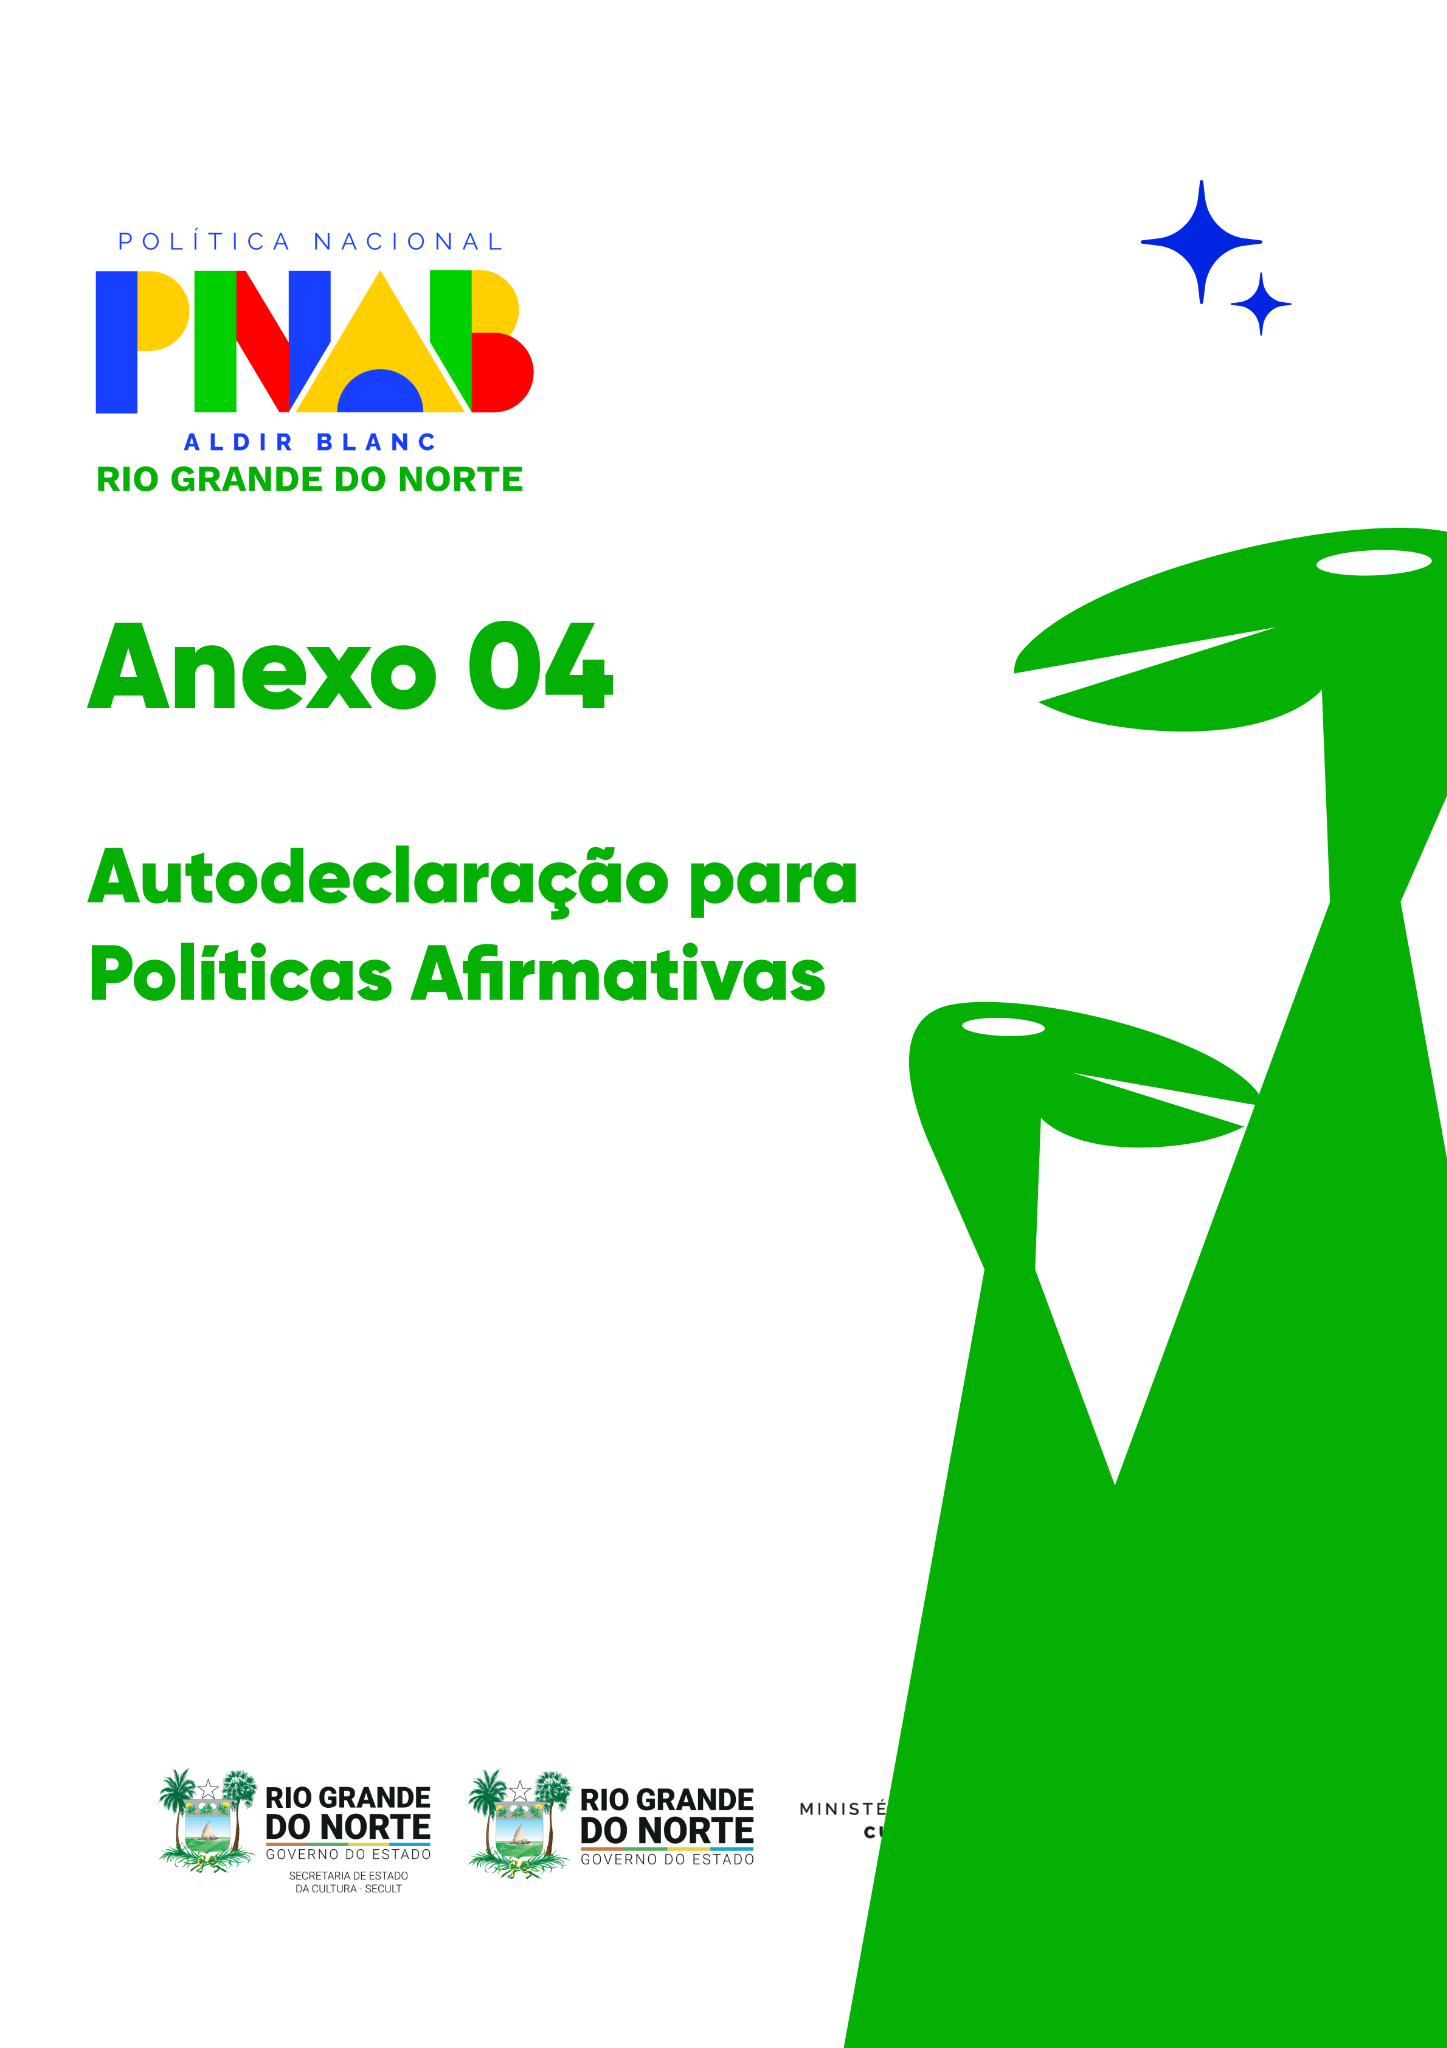 POLÍTICA NACIONAL
PNAB
ALDIR BLANC
RIO GRANDE DO NORTE
Anexo 04
Autodeclaração para
Políticas Afirmativas
RIO GRANDE
DO NORTE
GOVERNO DO ESTADO
SECRETARIA DE ESTADO
DA CULTURA - SECULT
RIO GRANDE
DO NORTE
GOVERNO DO ESTADO